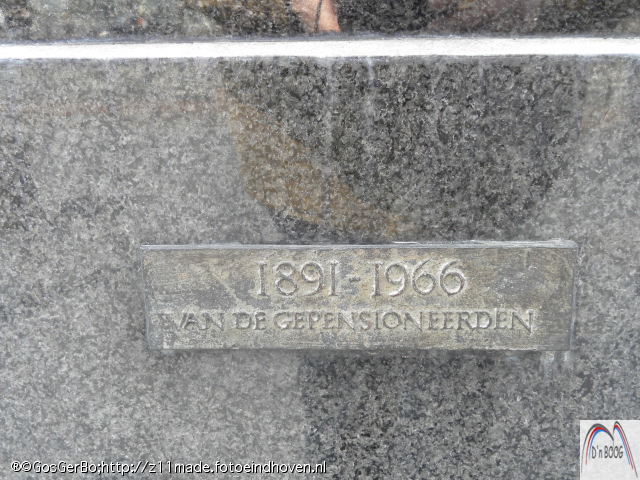 1891-1966
VAN DE GEPENSIONEERDEN
D'n BOOG
®©GosGerBo;http://z11made.fotoeindhoven.nl